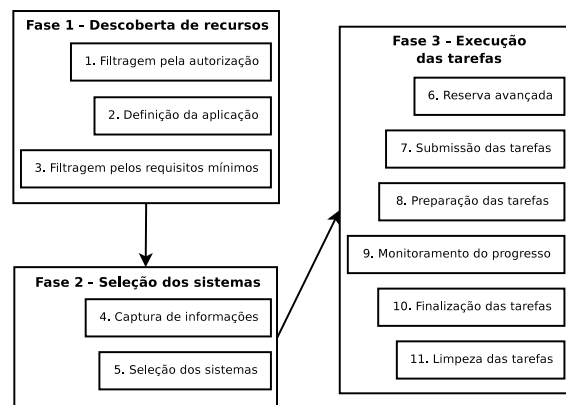 Fase 1 – Descoberta de recursos
1. Filtragem pela autorização
2. Definição da aplicação
3. Filtragem pelos requisitos mínimos
Fase 2 – Seleção dos sistemas
4. Captura de informações
5. Seleção dos sistemas
Fase 3 – Execução
das tarefas
6. Reserva avançada
7. Submissão das tarefas
8. Preparação das tarefas
9. Monitoramento do progresso
10. Finalização das tarefas
11. Limpeza das tarefas